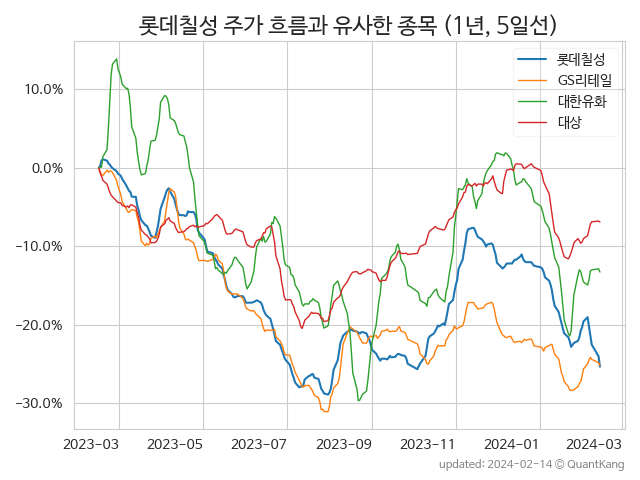 롯데칠성 주가 흐름과 유사한 종목 (1년, 5일선)
롯데칠성
GS리테일
대한유화
대상
10.0%
0.0%
−10.0%
−20.0%
−30.0%
2023-03 2023-05 2023-07 2023-09 2023-11 2024-01 2024-03
updated: 2024-02-14 © QuantKang